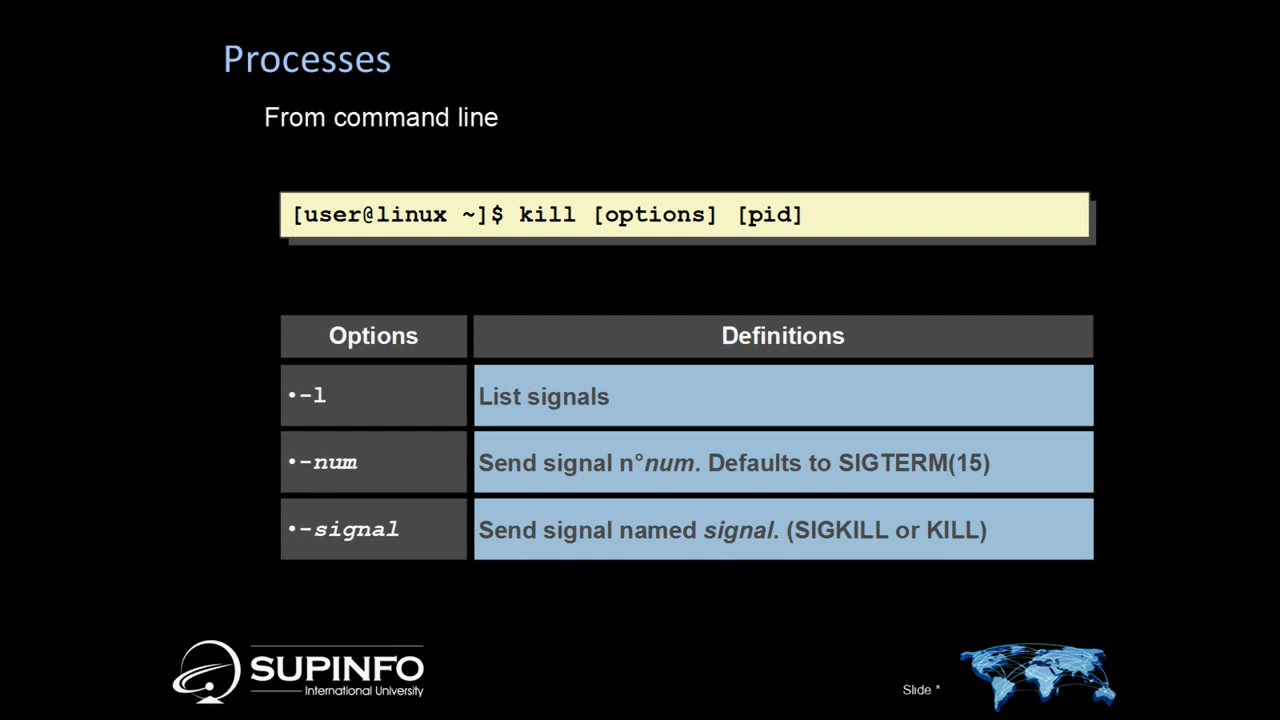 Processes
From command line
[user@linux ~]$ kill [options] [pid]
Options Definitions
•-l List signals
•-num Send signal n°num. Defaults to SIGTERM(15)
•-signal Send signal named signal. (SIGKILL or KILL)
SUPINFO
International University
Slide *